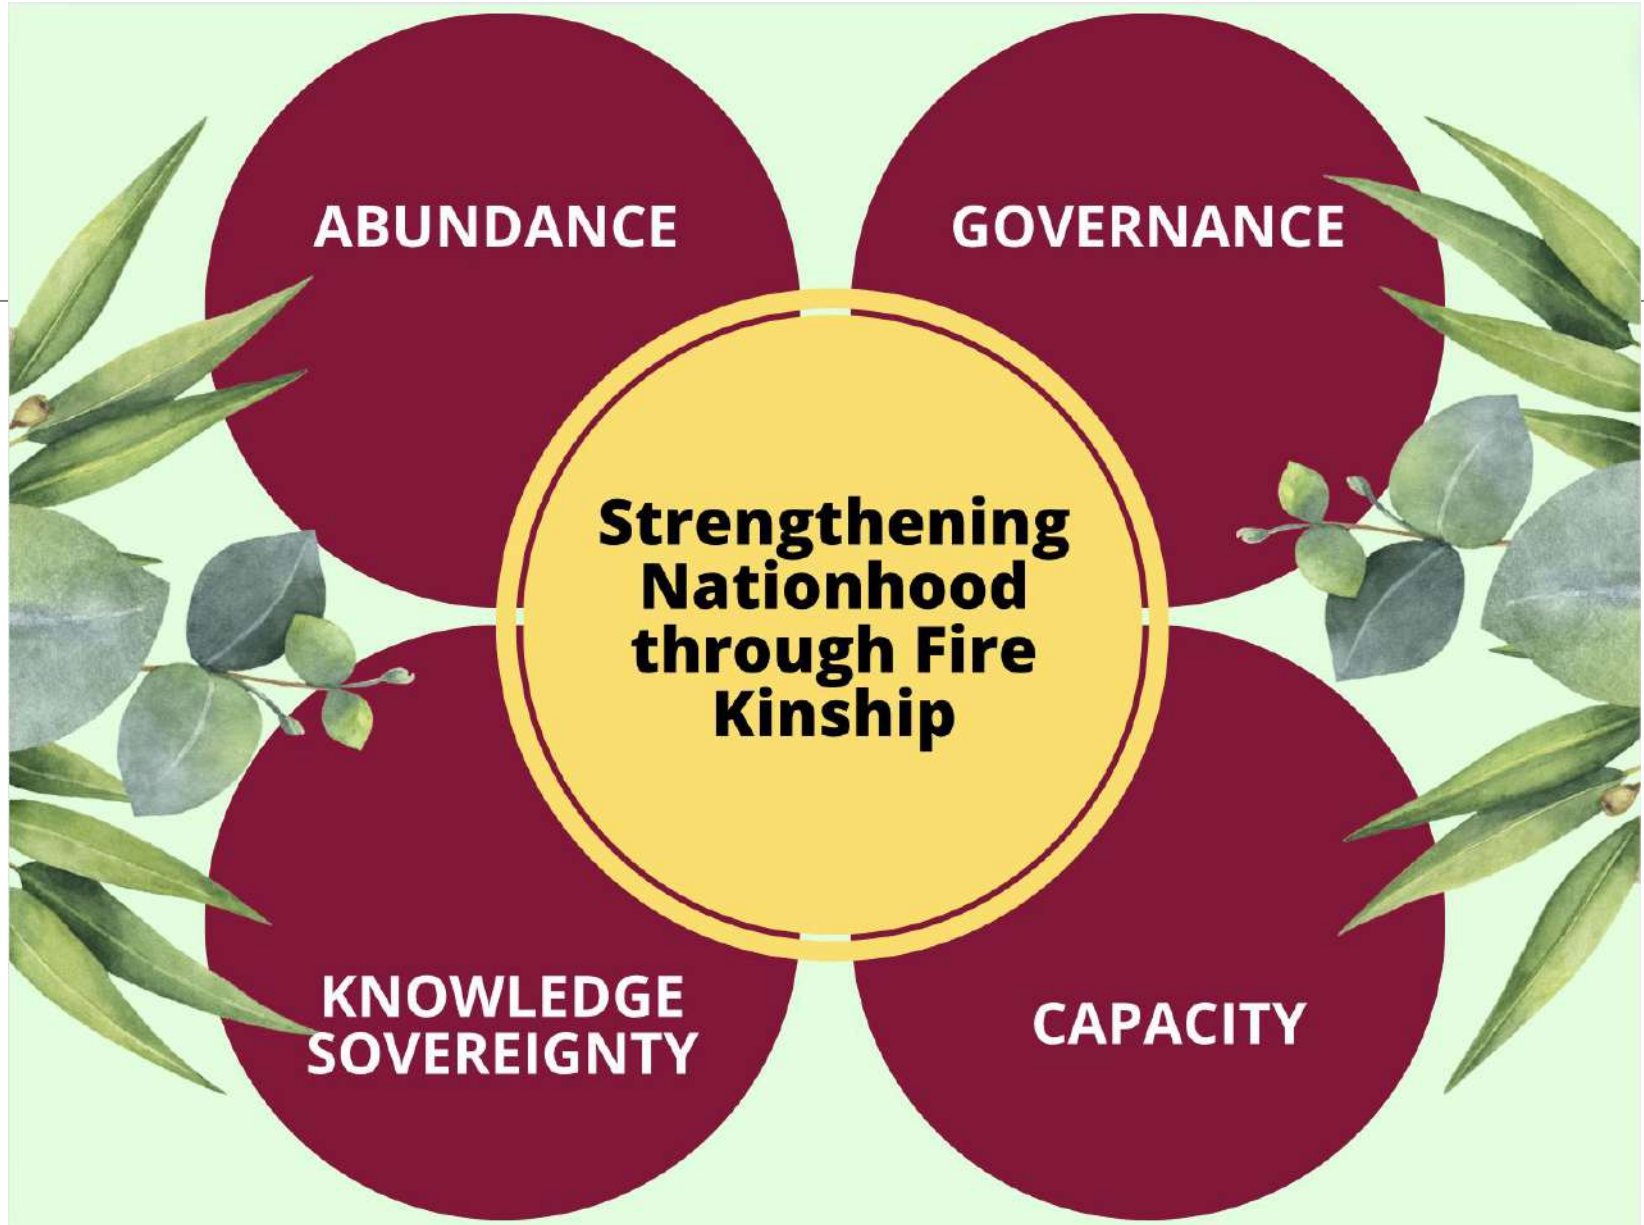 ABUNDANCE
GOVERNANCE
Strengthening
Nationhood
through Fire
Kinship
KNOWLEDGE
SOVEREIGNTY
CAPACITY